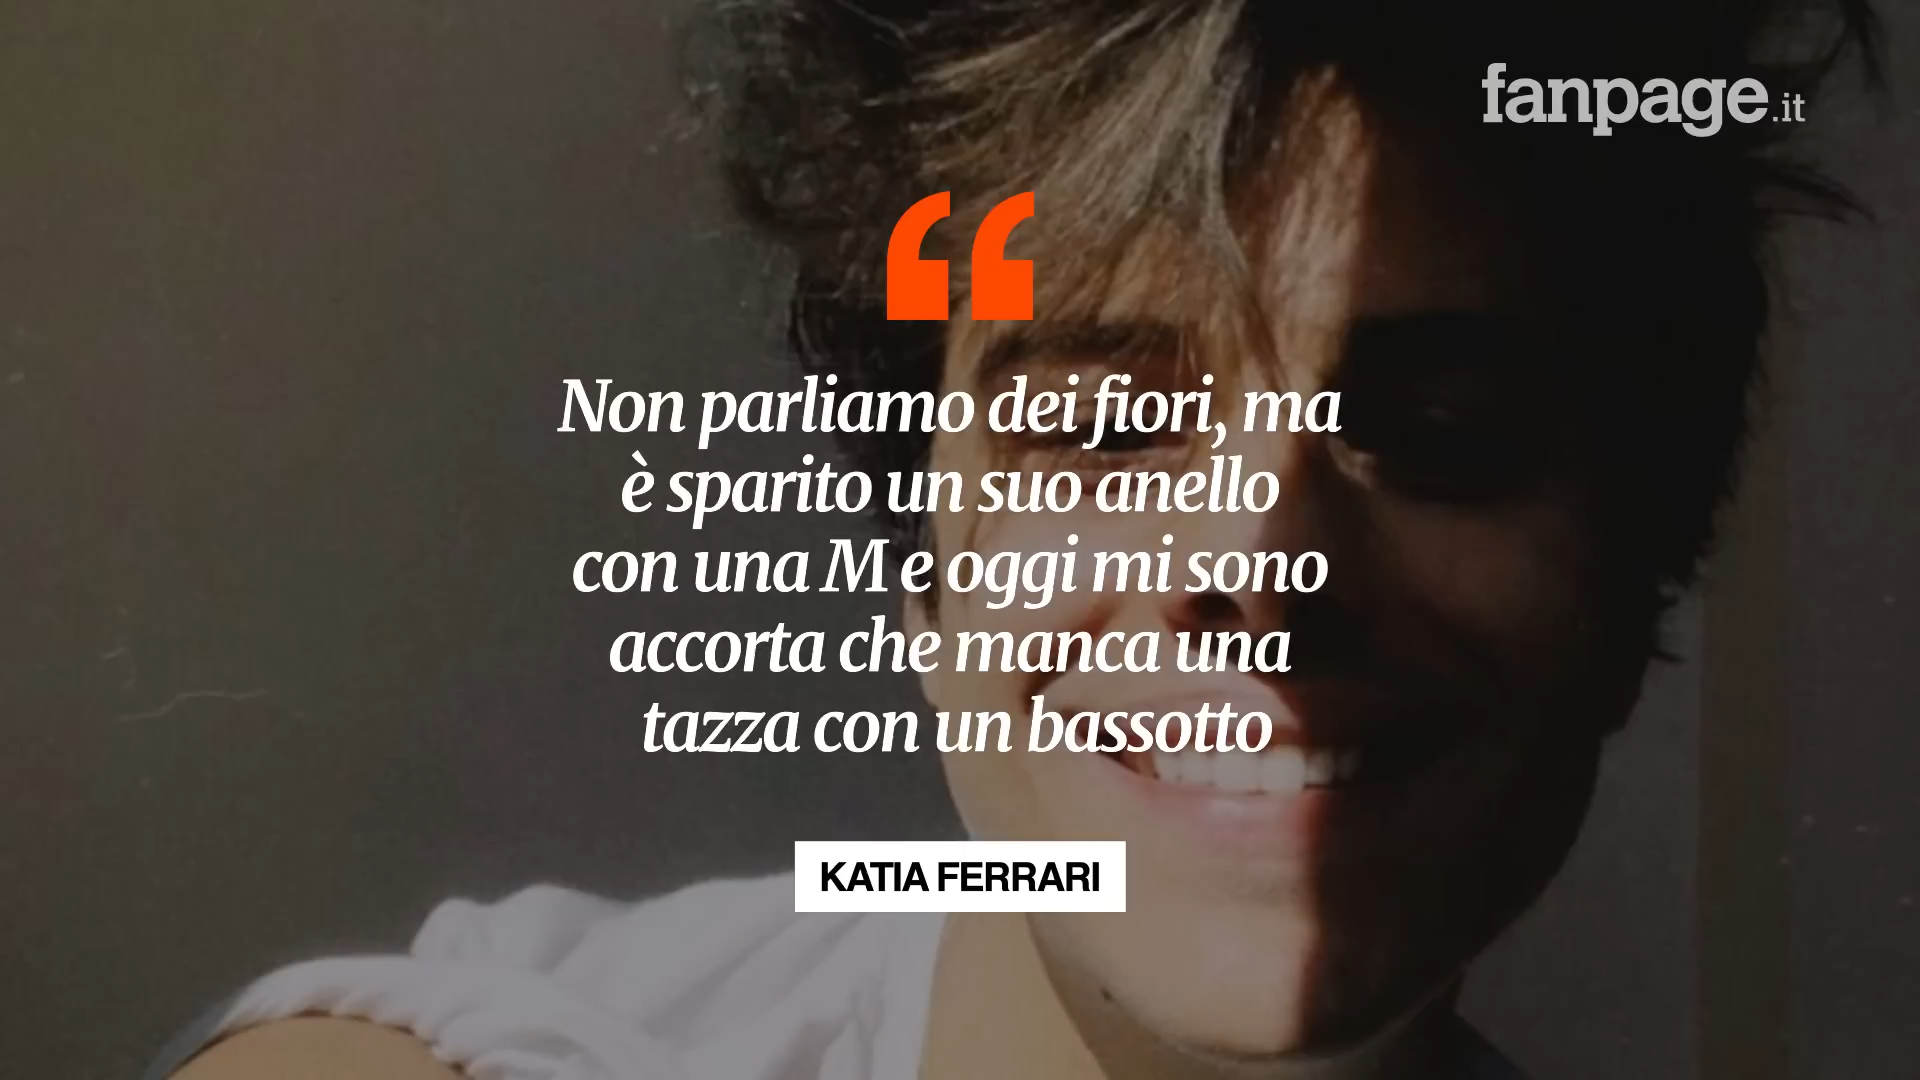 fanpage.it
“
Non parliamo dei fiori, ma
è sparito un suo anello
con una M e oggi mi sono
accorta che manca una
tazza con un bassotto
KATIA FERRARI